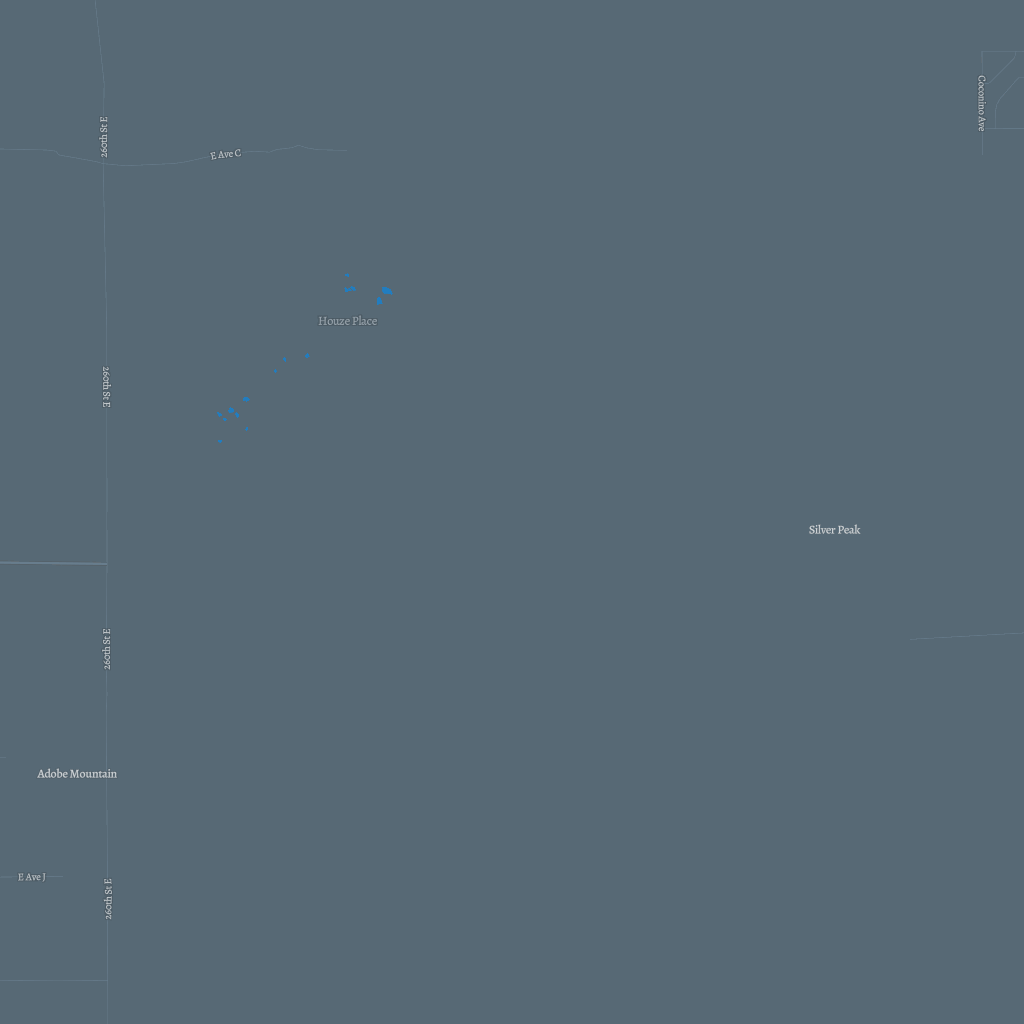 Coconino Ave
260th St E
E Ave C
Houze Place
260th St E
Silver Peak
260th St E
Adobe Mountain
E Ave J
260th St E